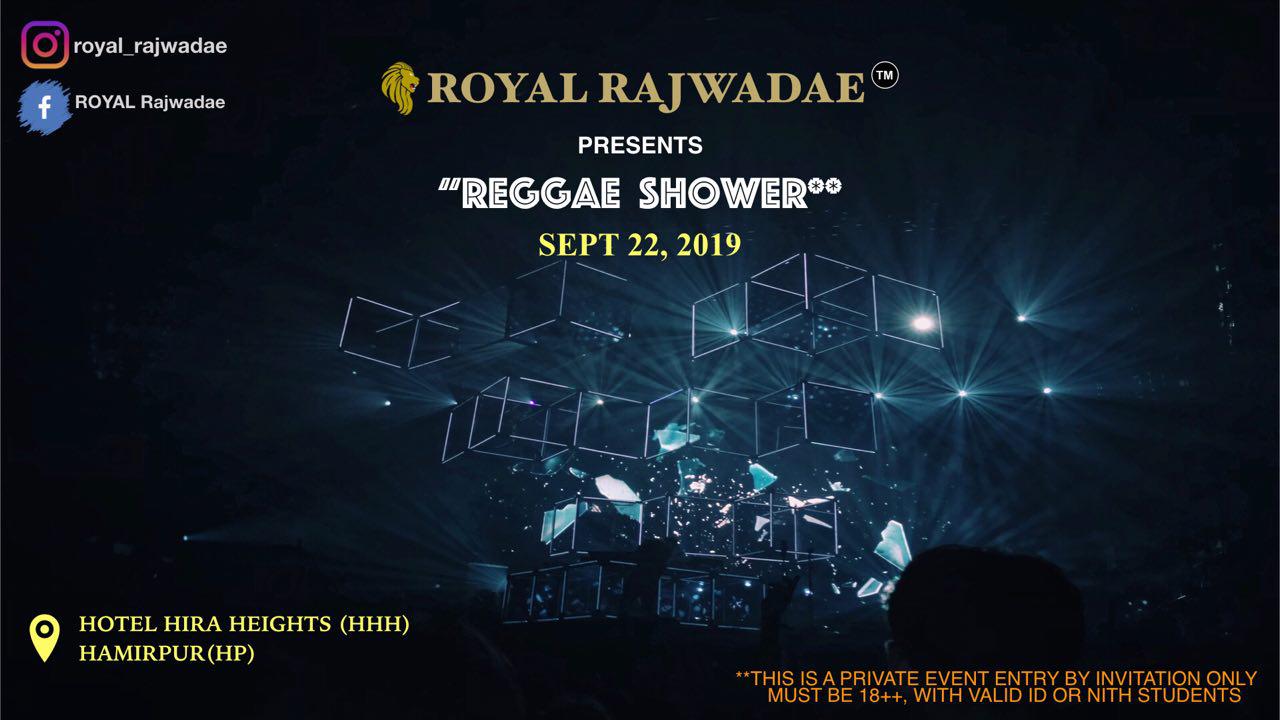 royal_rajwadae
ROYAL Rajwadae
ROYAL RAJWADAE TM
PRESENTS
"REGGAE SHOWER**
SEPT 22, 2019
HOTEL HIRA HEIGHTS (HHH)
HAMIRPUR(HP)
**THIS IS A PRIVATE EVENT ENTRY BY INVITATION ONLY
MUST BE 18++, WITH VALID ID OR NITH STUDENTS